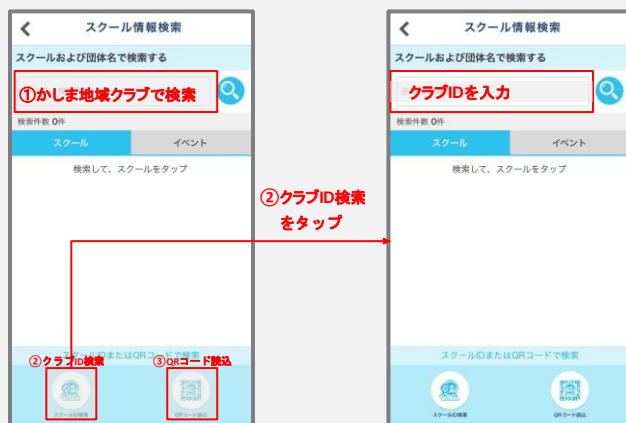 スクール情報検索
スクールおよび団体名で検索する
①かしま地域クラブで検索
検索件数 0件
スクール
イベント
検索して、スクールをタップ
スクールIDまたはQRコードで検索
②クラブID検索
③QRコード読込
スクールID検索
QRコード読込
②クラブID検索
をタップ
スクール情報検索
スクールおよび団体名で検索する
クラブIDを入力
検索件数 0件
スクール
イベント
検索して、スクールをタップ
スクールIDまたはQRコードで検索
スクールID検索
QRコード読込